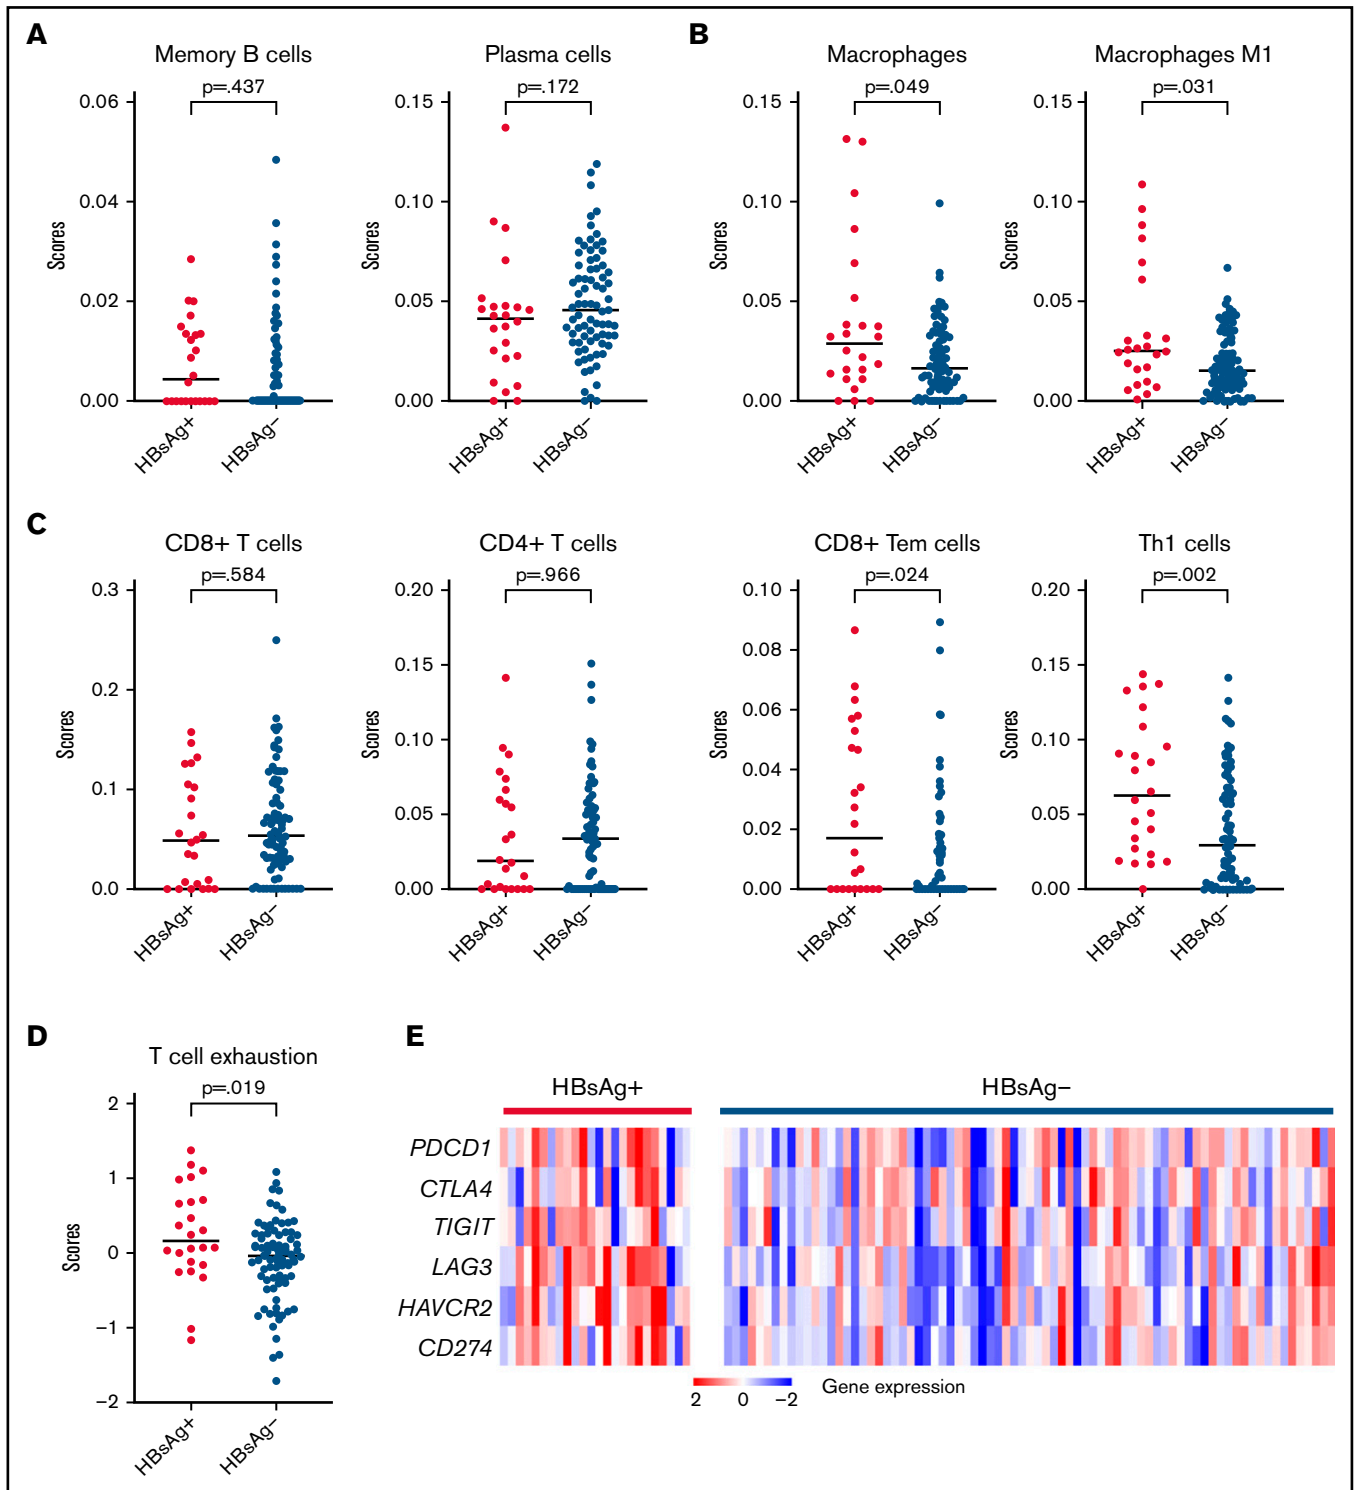 A
Memory B cells
p=.437
0.06
0.04
0.02
0.00
Scores
HBsAg+
HBsAg−
Plasma cells
p=.172
0.15
0.10
0.05
0.00
Scores
HBsAg+
HBsAg−
B
Macrophages
p=.049
0.15
0.10
0.05
0.00
Scores
HBsAg+
HBsAg−
Macrophages M1
p=.031
0.15
0.10
0.05
0.00
Scores
HBsAg+
HBsAg−
C
CD8+ T cells
p=.584
0.3
0.2
0.1
0.0
Scores
HBsAg+
HBsAg−
CD4+ T cells
p=.966
0.20
0.15
0.10
0.05
0.00
Scores
HBsAg+
HBsAg−
CD8+ Tem cells
p=.024
0.10
0.08
0.06
0.04
0.02
0.00
Scores
HBsAg+
HBsAg−
Th1 cells
p=.002
0.20
0.15
0.10
0.05
0.00
Scores
HBsAg+
HBsAg−
D
T cell exhaustion
p=.019
2
1
0
−1
−2
Scores
HBsAg+
HBsAg−
E
HBsAg+
HBsAg−
PDCD1
CTLA4
TIGIT
LAG3
HAVCR2
CD274
2 0 −2
Gene expression